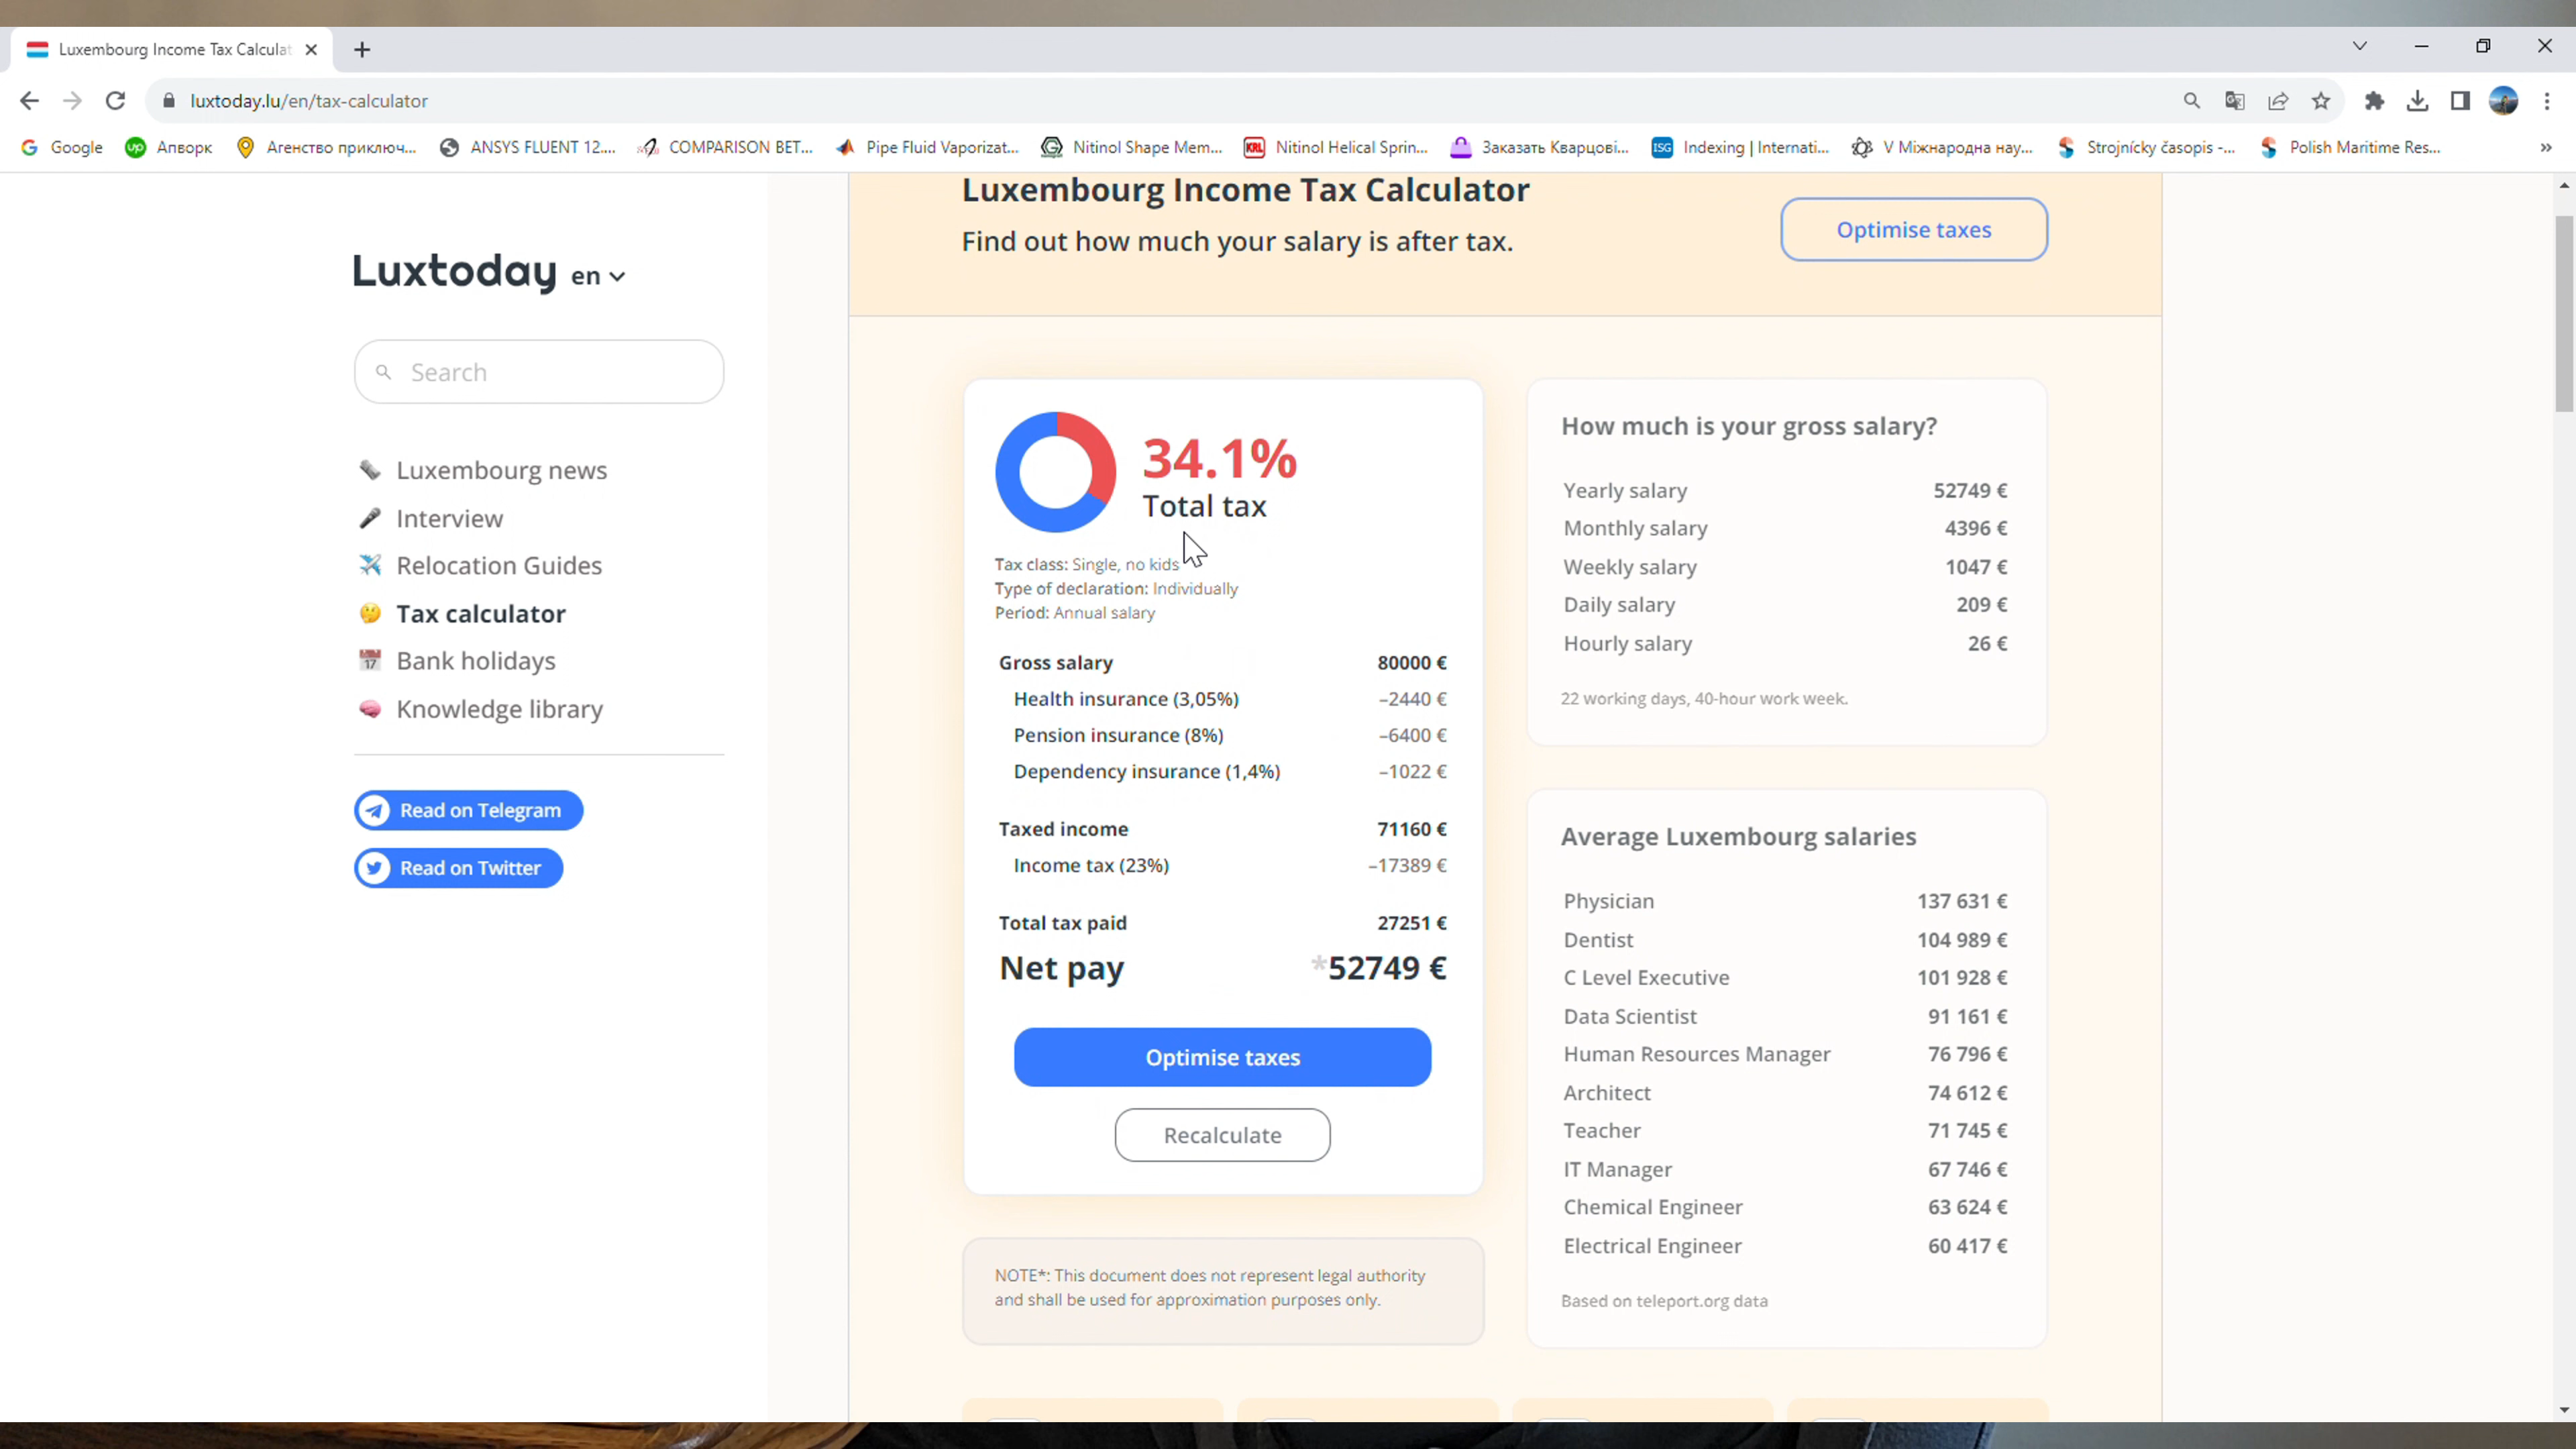 Luxembourg Income Tax Calculat
luxtoday.lu/en/tax-calculator
Google
up
Апворк
Агенство приключ...
ANSYS FLUENT 12....
COMPARISON BET...
Pipe Fluid Vaporizat...
Nitinol Shape Mem...
KRL
Nitinol Helical Sprin...
Заказать Кварцові...
ISG
Indexing | Internati...
V Міжнародна нау...
Strojnícky časopis -...
Polish Maritime Res...
»
Luxtoday en
Search
Luxembourg news
Interview
Relocation Guides
Tax calculator
17
Bank holidays
Knowledge library
Read on Telegram
Read on Twitter
Luxembourg Income Tax Calculator
Find out how much your salary is after tax.
Optimise taxes
34.1%
Total tax
Tax class: Single, no kids
Type of declaration: Individually
Period: Annual salary
Gross salary 80000 €
Health insurance (3,05%) –2440 €
Pension insurance (8%) –6400 €
Dependency insurance (1,4%) –1022 €
Taxed income 71160 €
Income tax (23%) –17389 €
Total tax paid 27251 €
Net pay *52749 €
Optimise taxes
Recalculate
NOTE*: This document does not represent legal authority
and shall be used for approximation purposes only.
How much is your gross salary?
Yearly salary 52749 €
Monthly salary 4396 €
Weekly salary 1047 €
Daily salary 209 €
Hourly salary 26 €
22 working days, 40-hour work week.
Average Luxembourg salaries
Physician 137 631 €
Dentist 104 989 €
C Level Executive 101 928 €
Data Scientist 91 161 €
Human Resources Manager 76 796 €
Architect 74 612 €
Teacher 71 745 €
IT Manager 67 746 €
Chemical Engineer 63 624 €
Electrical Engineer 60 417 €
Based on teleport.org data